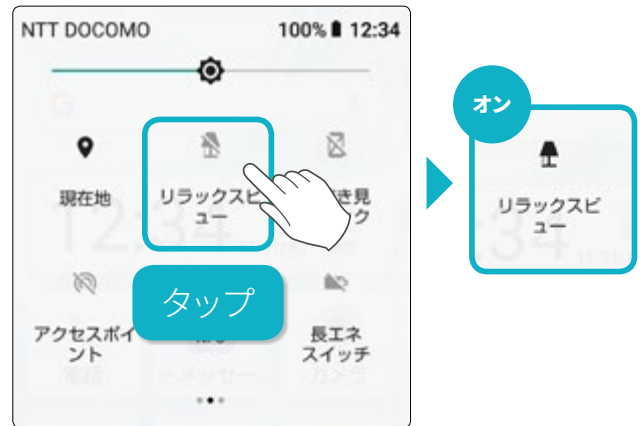 NTT DOCOMO 100% 12:34
オン
現在地
リラックスビ
ュー
き見
ック
リラックスビ
ュー
タップ
アクセスポイ
ント
長エネ
スイッチ